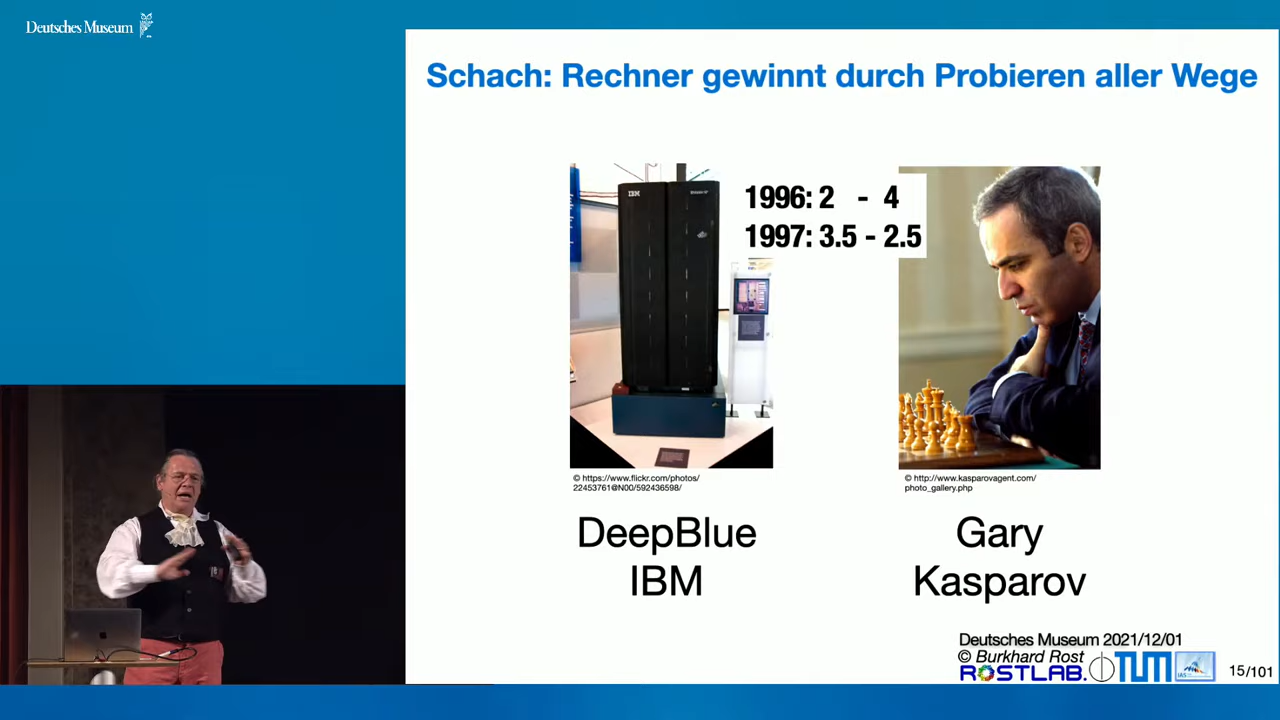 Deutsches Museum
Schach: Rechner gewinnt durch Probieren aller Wege
IBM
1996: 2 - 4
1997: 3.5 - 2.5
© https://www.flickr.com/photos/
22453761@N00/592436598/
© http://www.kasparovagent.com/
photo_gallery.php
DeepBlue
IBM
Gary
Kasparov
Deutsches Museum 2021/12/01
© Burkhard Rost
ROSTLAB.
TUM
IAS
15/101